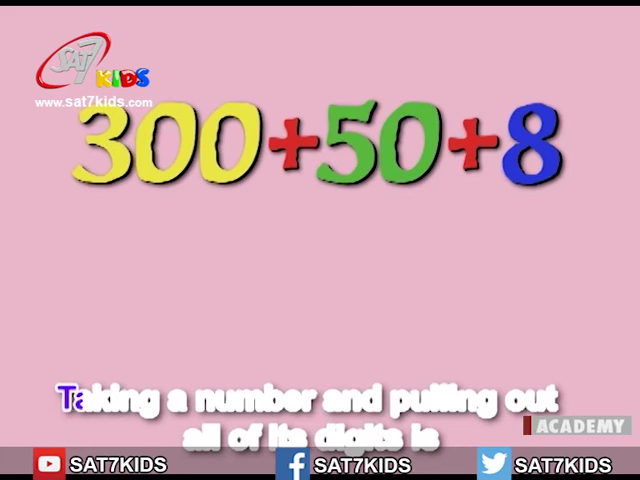 SAT7 KIDS
www.sat7kids.com
300+50+8
Taking a number and pulling out
all of its digits is
ACADEMY
SAT7KIDS SAT7KIDS SAT7KIDS